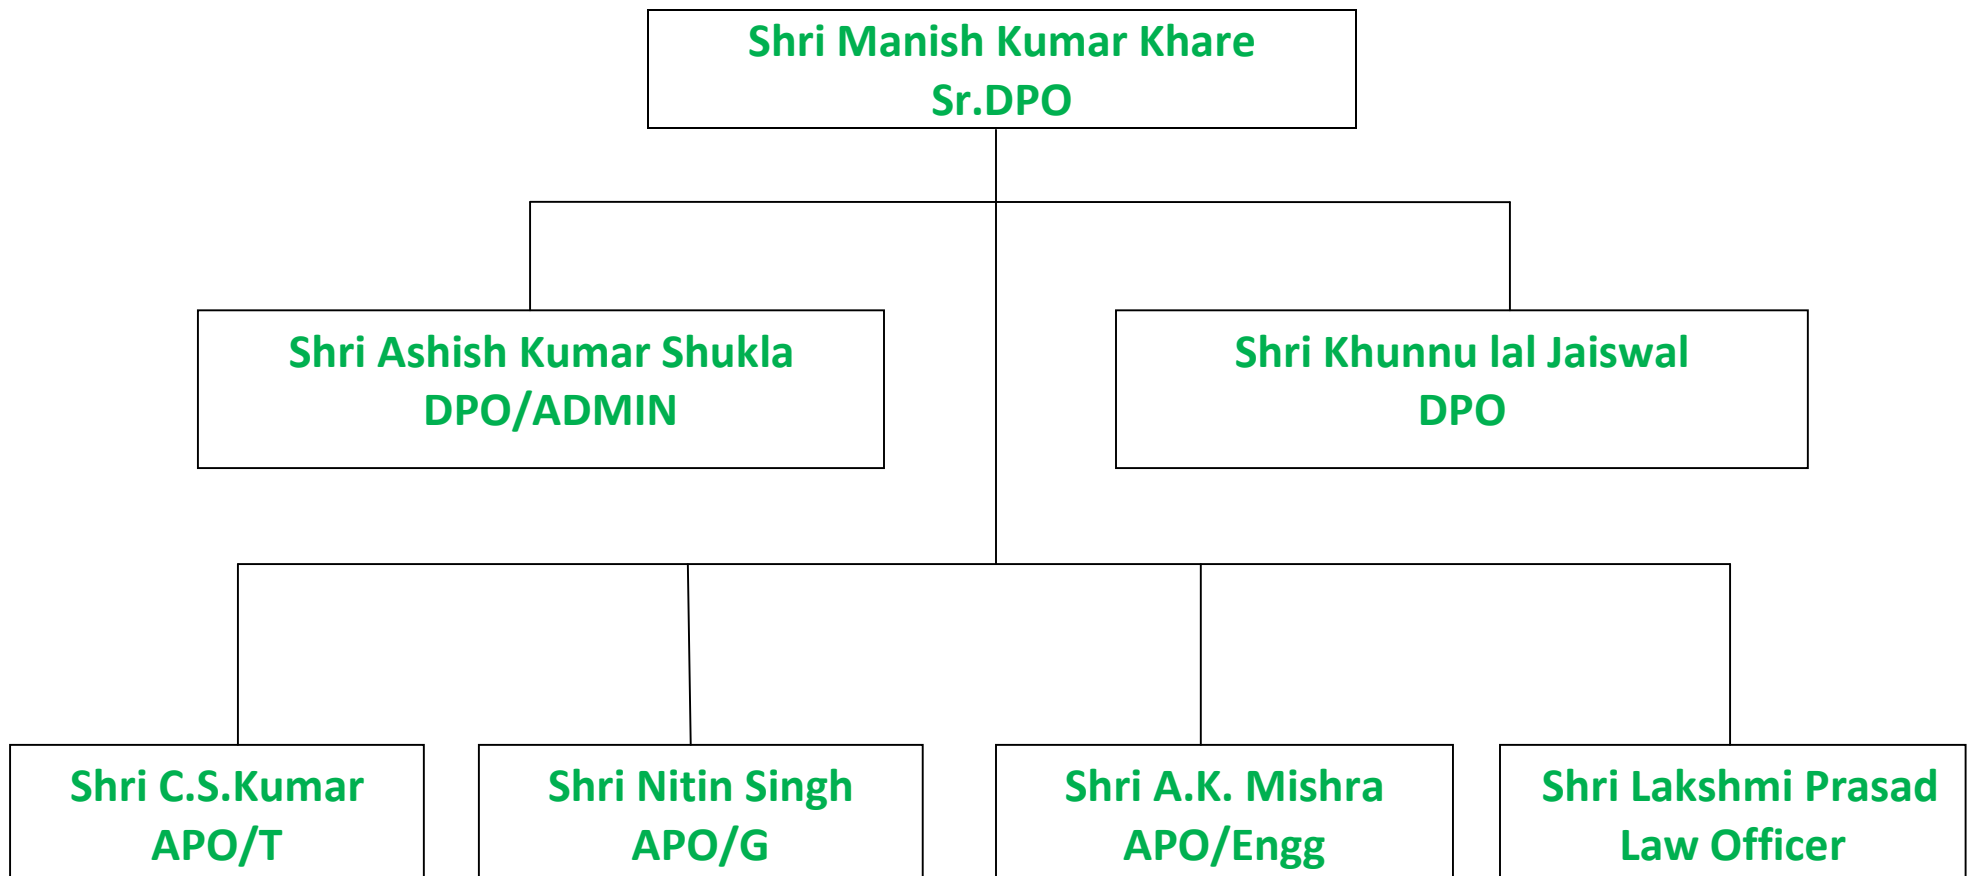 Shri Manish Kumar Khare
Sr.DPO
Shri Ashish Kumar Shukla
DPO/ADMIN
Shri Khunnu lal Jaiswal
DPO
Shri C.S.Kumar
APO/T
Shri Nitin Singh
APO/G
Shri A.K. Mishra
APO/Engg
Shri Lakshmi Prasad
Law Officer